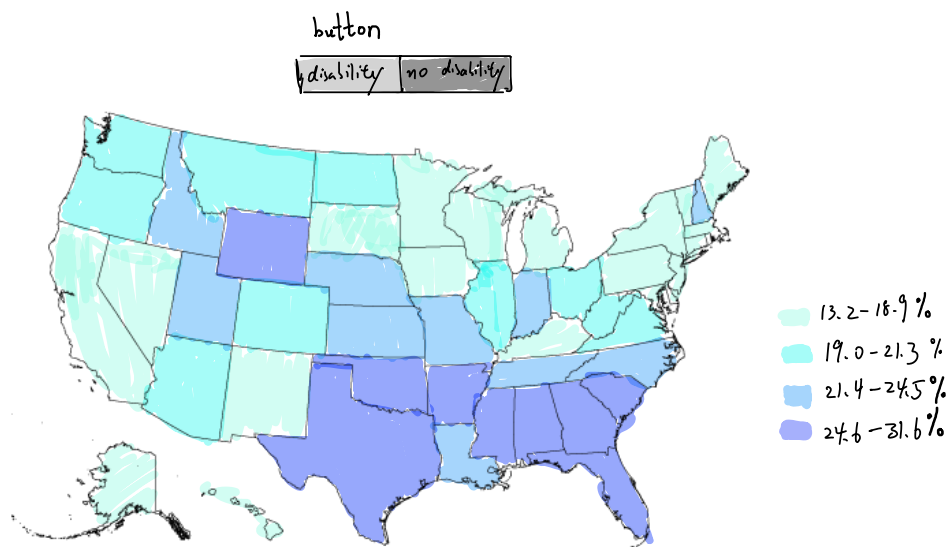 button
disability
no disability
13.2-18.9%
19.0-21.3%
21.4-24.5%
24.6-31.6%